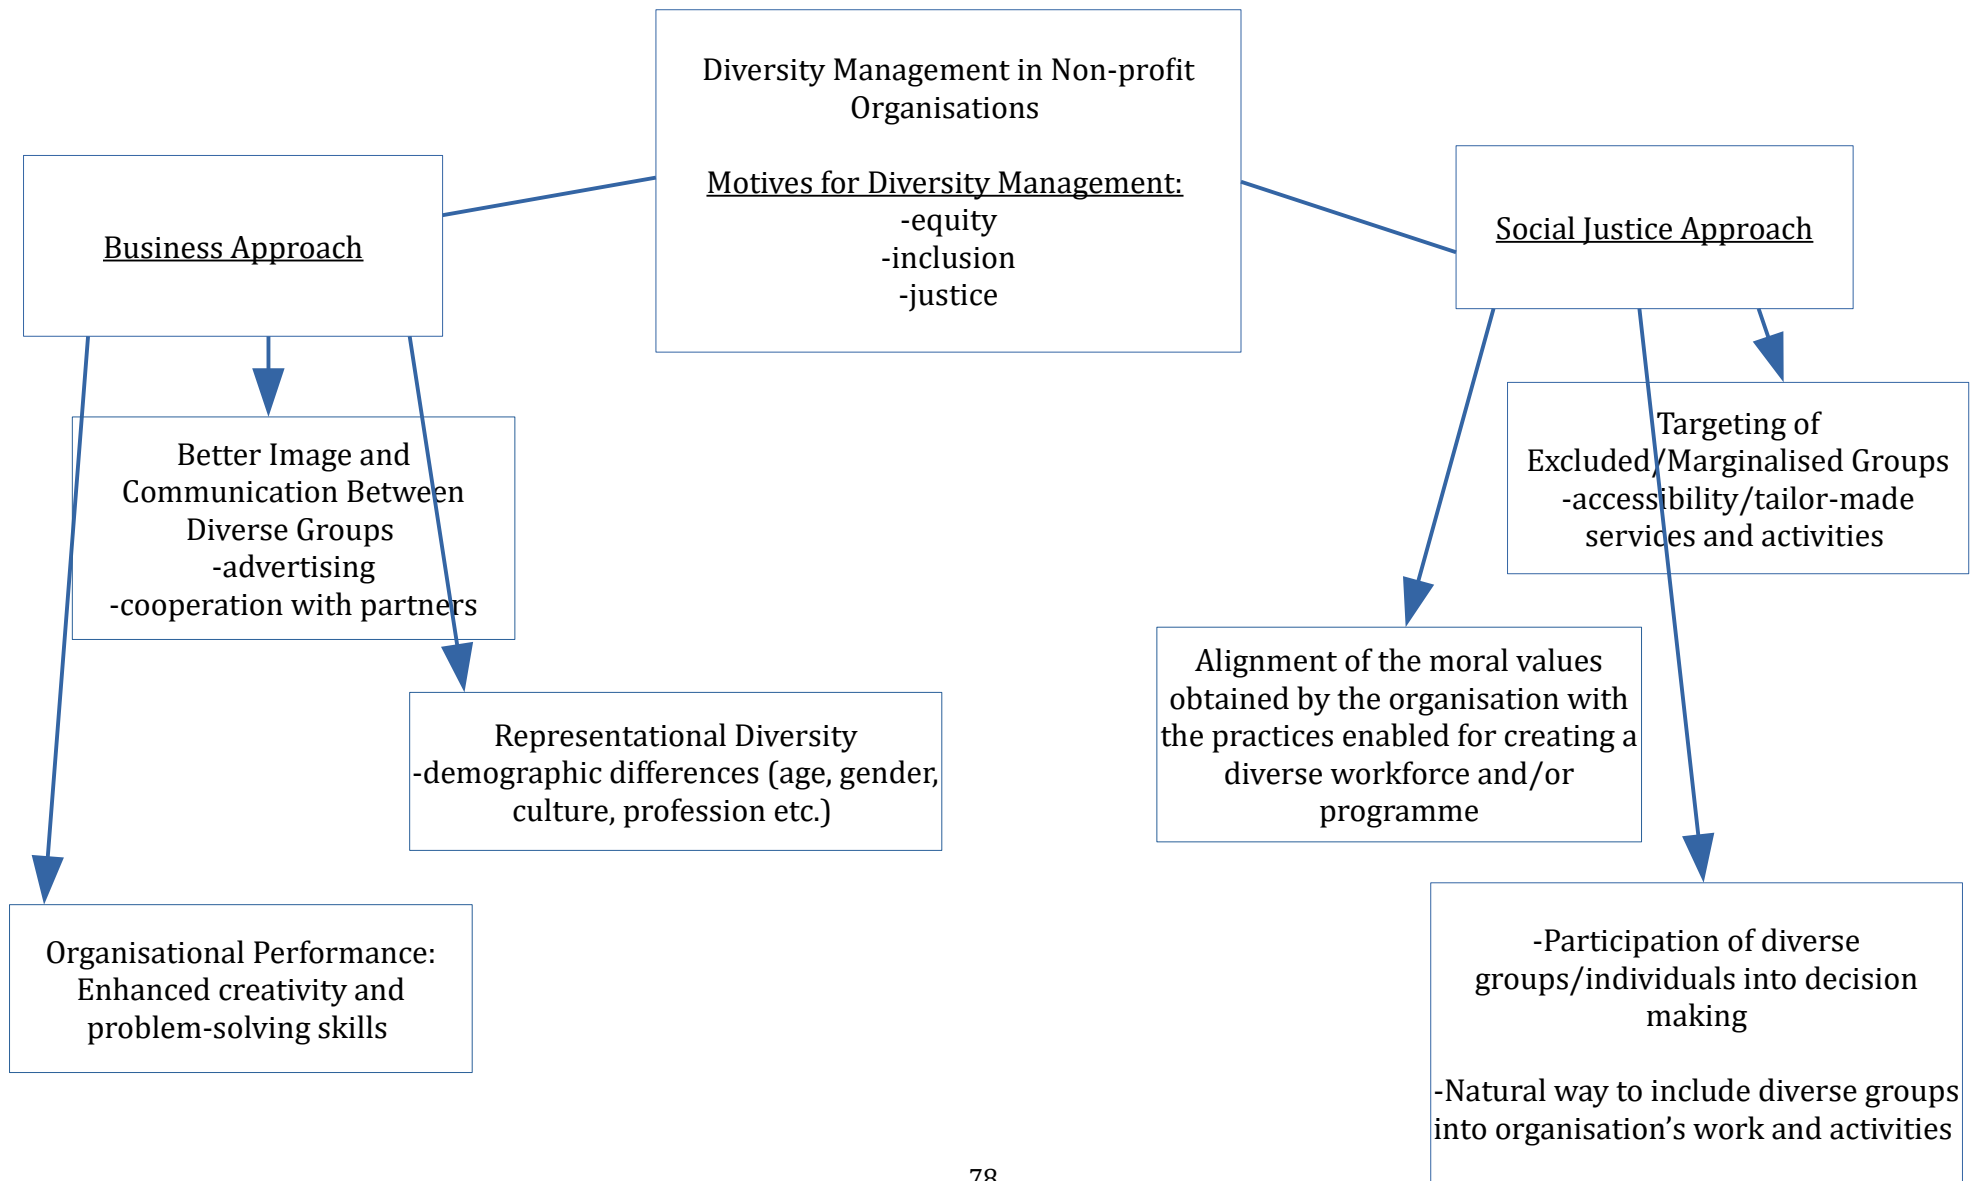 Diversity Management in Non-profit
Organisations
Motives for Diversity Management:
-equity
-inclusion
-justice
Business Approach
Social Justice Approach
Better Image and
Communication Between
Diverse Groups
-advertising
-cooperation with partners
Representational Diversity
-demographic differences (age, gender,
culture, profession etc.)
Organisational Performance:
Enhanced creativity and
problem-solving skills
Targeting of
Excluded/Marginalised Groups
-accessibility/tailor-made
services and activities
Alignment of the moral values
obtained by the organisation with
the practices enabled for creating a
diverse workforce and/or
programme
-Participation of diverse
groups/individuals into decision
making
-Natural way to include diverse groups
into organisation’s work and activities
78